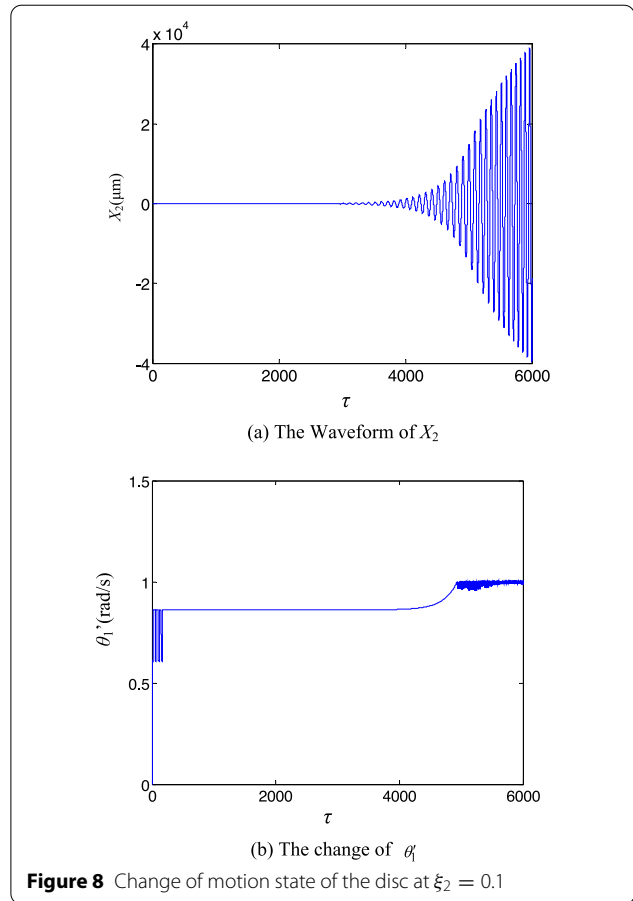 × 10⁴
4
2
0
-2
-4
X₂(μm)
0 2000 4000 6000
τ
(a) The Waveform of X₂
1.5
1
0.5
0
θ₁’(rad/s)
0 2000 4000 6000
τ
(b) The change of θ₁′
Figure 8 Change of motion state of the disc at ξ₂ = 0.1